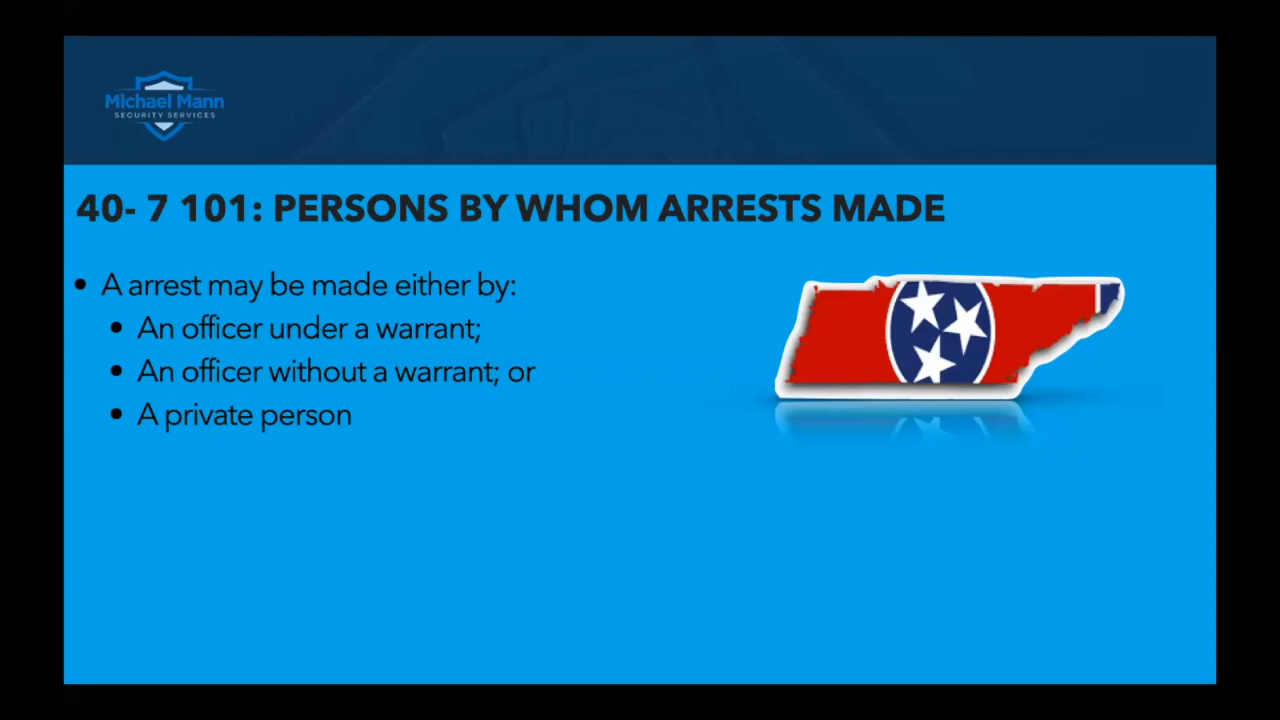 Michael Mann
SECURITY SERVICES
40- 7 101: PERSONS BY WHOM ARRESTS MADE
• A arrest may be made either by:
• An officer under a warrant;
• An officer without a warrant; or
• A private person